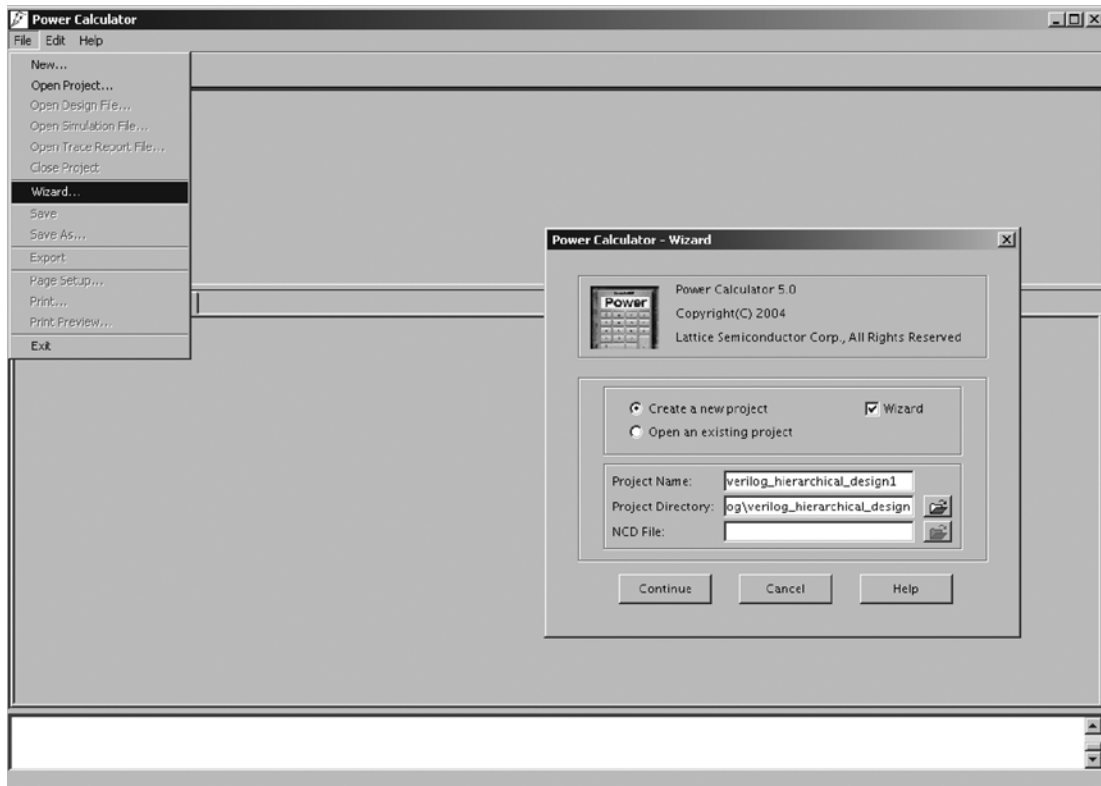 Power Calculator
File Edit Help
New...
Open Project...
Open Design File...
Open Simulation File...
Open Trace Report File...
Close Project
Wizard...
Save
Save As...
Export
Page Setup...
Print...
Print Preview...
Exit
Power Calculator - Wizard
Power
Power Calculator 5.0
Copyright(C) 2004
Lattice Semiconductor Corp., All Rights Reserved
Create a new project Wizard
Open an existing project
Project Name: verilog_hierarchical_design1
Project Directory: og\verilog_hierarchical_design
NCD File:
Continue Cancel Help